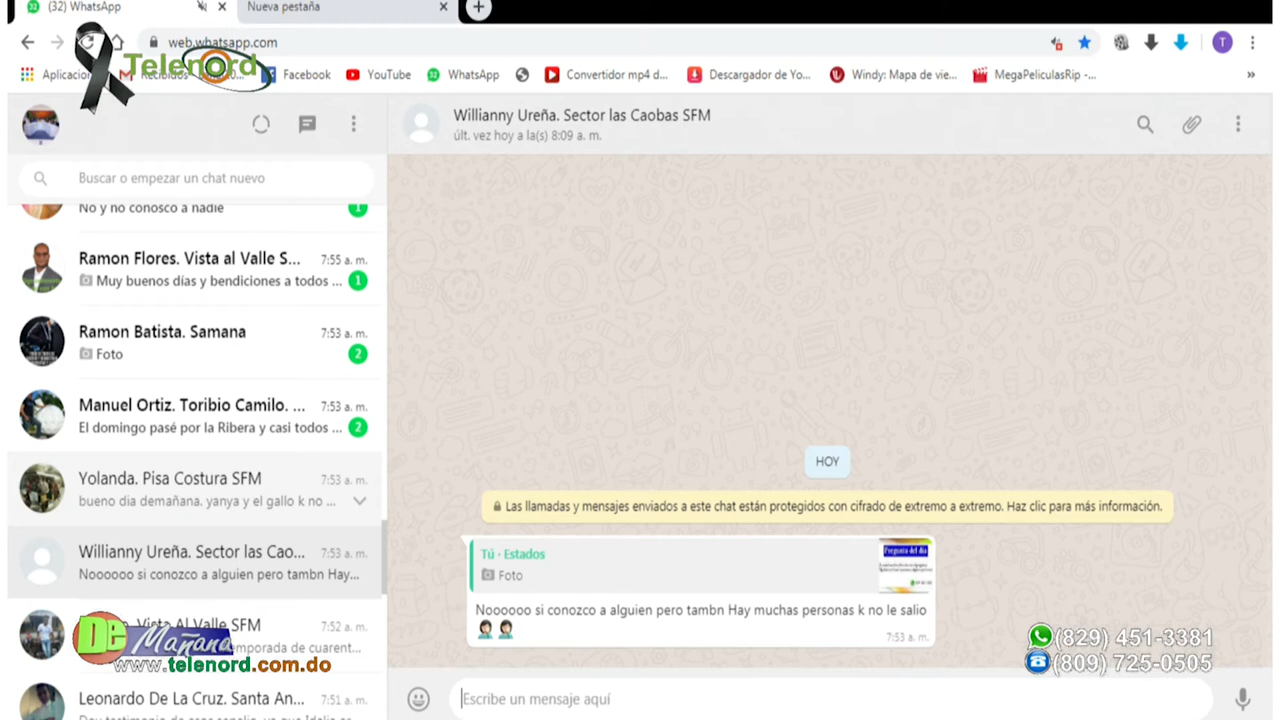 (32) WhatsApp
Nueva pestaña
web.whatsapp.com
Telenord
Facebook
YouTube
WhatsApp
Convertidor mp4 d...
Descargador de Yo...
Windy: Mapa de vie...
MegaPeliculasRip -...
»
T
Willianny Ureña. Sector las Caobas SFM
últ. vez hoy a la(s) 8:09 a. m.
Buscar o empezar un chat nuevo
No y no conosco a nadie
1
Ramon Flores. Vista al Valle S...
7:55 a. m.
Muy buenos días y bendiciones a todos ...
1
Ramon Batista. Samana
7:53 a. m.
Foto
2
Manuel Ortiz. Toribio Camilo. ...
7:53 a. m.
El domingo pasé por la Ribera y casi todos ...
2
Yolanda. Pisa Costura SFM
7:53 a. m.
bueno dia demañana. yanya y el gallo k no ...
Willianny Ureña. Sector las Cao...
7:53 a. m.
Noooooo si conozco a alguien pero tambn Hay...
Vista Al Valle SFM
7:52 a. m.
temporada de cuarent...
De Mañana
www.telenord.com.do
Leonardo De La Cruz. Santa An...
7:51 a. m.
HOY
Las llamadas y mensajes enviados a este chat están protegidos con cifrado de extremo a extremo. Haz clic para más información.
Tú · Estados
Foto
Pregunta del día
Noooooo si conozco a alguien pero tambn Hay muchas personas k no le salio
7:53 a. m.
(829) 451-3381
(809) 725-0505
Escribe un mensaje aquí